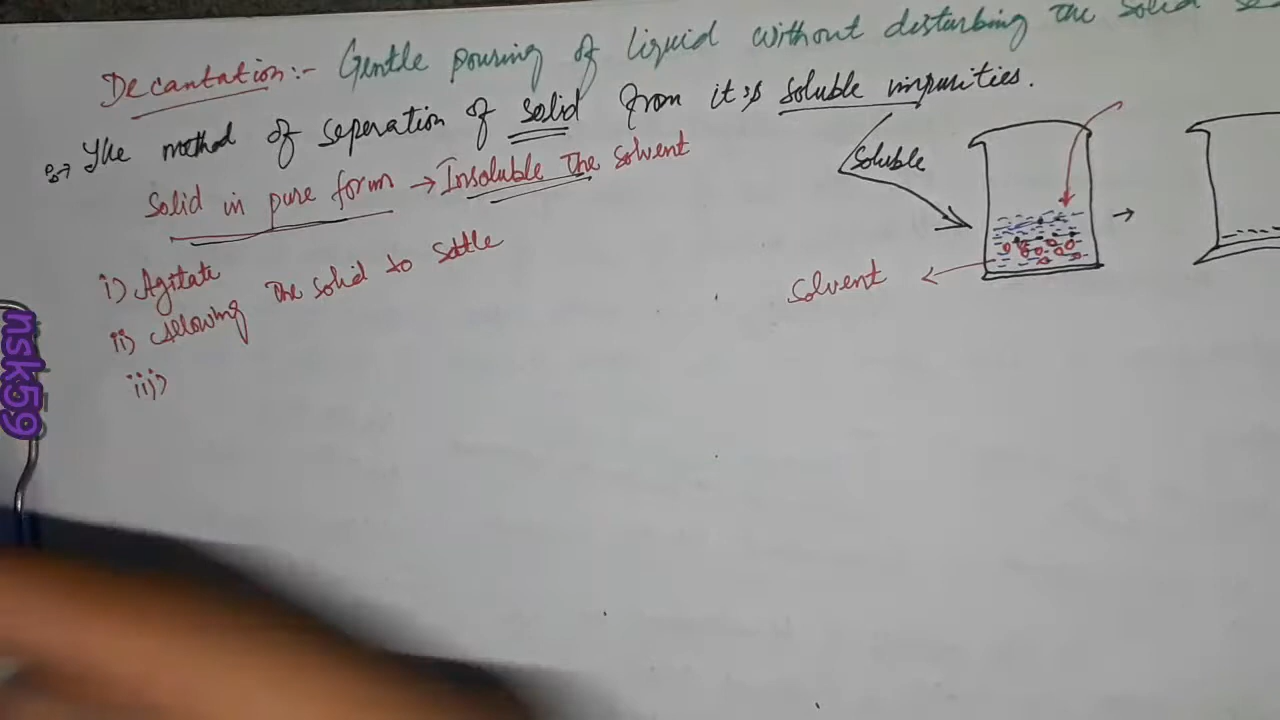 Decantation:- Gentle pouring of liquid without disturbing the solid
The method of seperation of solid from it's soluble impurities.
Solid in pure form → Insoluble the solvent
Soluble
i) Agitate
ii) Allowing the solid to settle
iii)
Solvent
→
nsk59